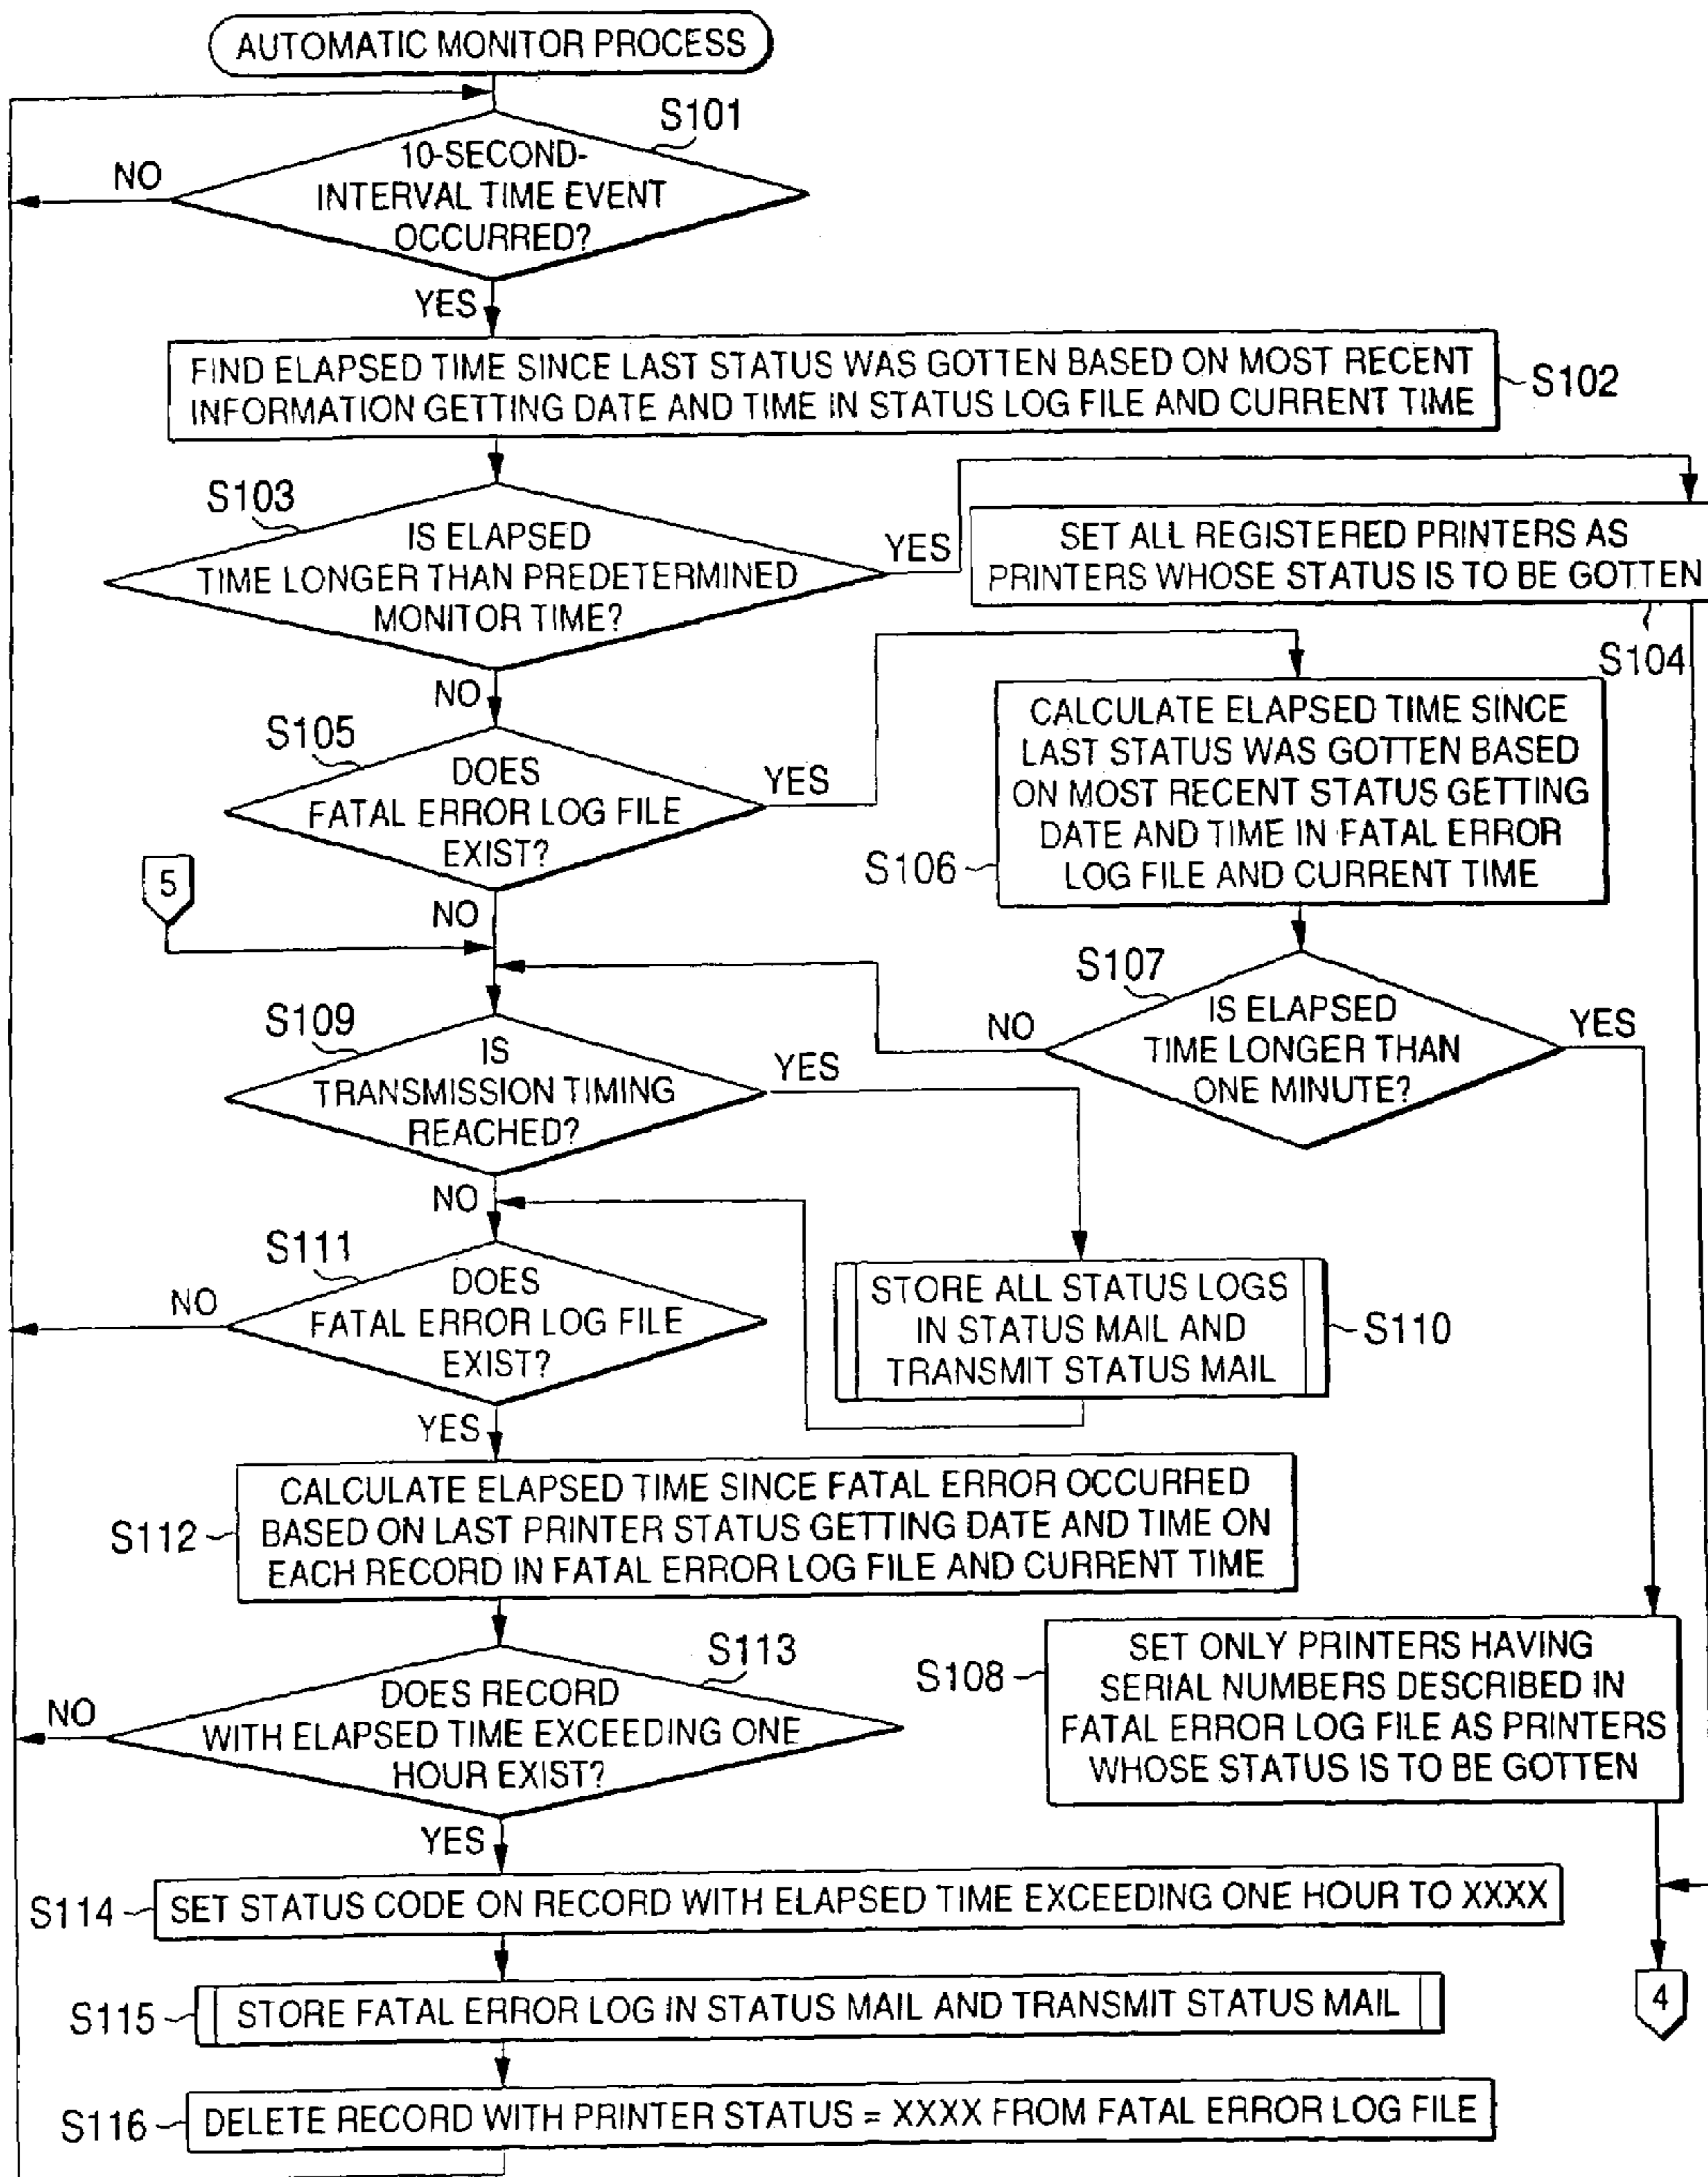 AUTOMATIC MONITOR PROCESS
S101
10-SECOND-
INTERVAL TIME EVENT
OCCURRED?
NO
YES
FIND ELAPSED TIME SINCE LAST STATUS WAS GOTTEN BASED ON MOST RECENT
INFORMATION GETTING DATE AND TIME IN STATUS LOG FILE AND CURRENT TIME
S102
S103
IS ELAPSED
TIME LONGER THAN PREDETERMINED
MONITOR TIME?
YES
NO
SET ALL REGISTERED PRINTERS AS
PRINTERS WHOSE STATUS IS TO BE GOTTEN
S104
S105
DOES
FATAL ERROR LOG FILE
EXIST?
YES
NO
CALCULATE ELAPSED TIME SINCE
LAST STATUS WAS GOTTEN BASED
ON MOST RECENT STATUS GETTING
DATE AND TIME IN FATAL ERROR
LOG FILE AND CURRENT TIME
S106
5
S107
IS ELAPSED
TIME LONGER THAN
ONE MINUTE?
NO
YES
S109
IS
TRANSMISSION TIMING
REACHED?
YES
NO
STORE ALL STATUS LOGS
IN STATUS MAIL AND
TRANSMIT STATUS MAIL
S110
S111
DOES
FATAL ERROR LOG FILE
EXIST?
NO
YES
CALCULATE ELAPSED TIME SINCE FATAL ERROR OCCURRED
BASED ON LAST PRINTER STATUS GETTING DATE AND TIME ON
EACH RECORD IN FATAL ERROR LOG FILE AND CURRENT TIME
S112
S113
DOES RECORD
WITH ELAPSED TIME EXCEEDING ONE
HOUR EXIST?
NO
YES
S108
SET ONLY PRINTERS HAVING
SERIAL NUMBERS DESCRIBED IN
FATAL ERROR LOG FILE AS PRINTERS
WHOSE STATUS IS TO BE GOTTEN
S114
SET STATUS CODE ON RECORD WITH ELAPSED TIME EXCEEDING ONE HOUR TO XXXX
4
S115
STORE FATAL ERROR LOG IN STATUS MAIL AND TRANSMIT STATUS MAIL
S116
DELETE RECORD WITH PRINTER STATUS = XXXX FROM FATAL ERROR LOG FILE